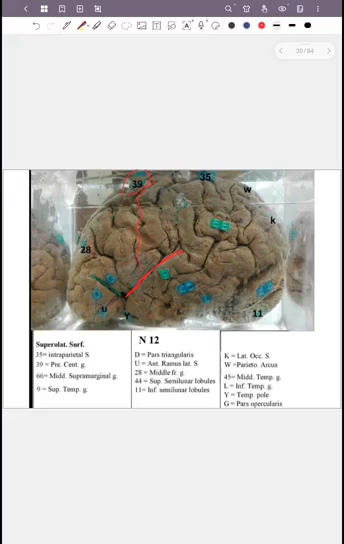 30/84
39
35
w
k
28
u
Y
11
Superolat. Surf.
35= intraparietal S
39 = Pre. Cent. g.
66= Midd. Supramarginal g.
9 = Sup. Temp. g.
N 12
D = Pars triangularis
U = Ant. Ramus lat. S
28 = Middle fr. g.
44 = Sup. Semilunar lobules
11= Inf. semilunar lobules
K = Lat. Occ. S.
W =Parieto. Arcus
45= Midd. Temp. g.
L = Inf. Temp. g.
Y = Temp. pole
G = Pars opercularis